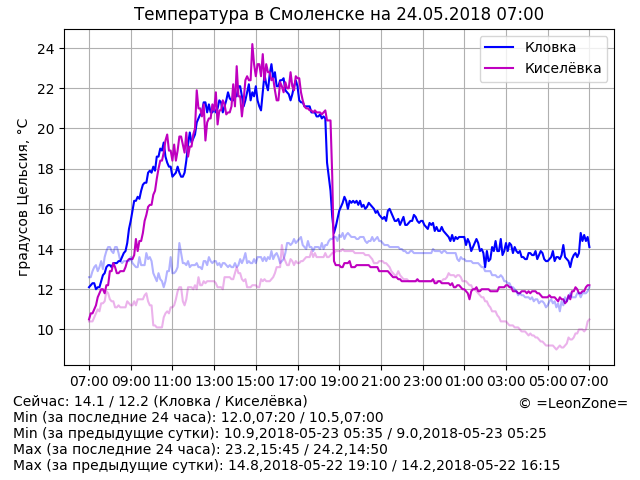 Температура в Смоленске на 24.05.2018 07:00
Кловка
Киселёвка
градусов Цельсия, °C
24
22
20
18
16
14
12
10
07:00 09:00 11:00 13:00 15:00 17:00 19:00 21:00 23:00 01:00 03:00 05:00 07:00
Сейчас: 14.1 / 12.2 (Кловка / Киселёвка)
© =LeonZone=
Min (за последние 24 часа): 12.0,07:20 / 10.5,07:00
Min (за предыдущие сутки): 10.9,2018-05-23 05:35 / 9.0,2018-05-23 05:25
Max (за последние 24 часа): 23.2,15:45 / 24.2,14:50
Max (за предыдущие сутки): 14.8,2018-05-22 19:10 / 14.2,2018-05-22 16:15